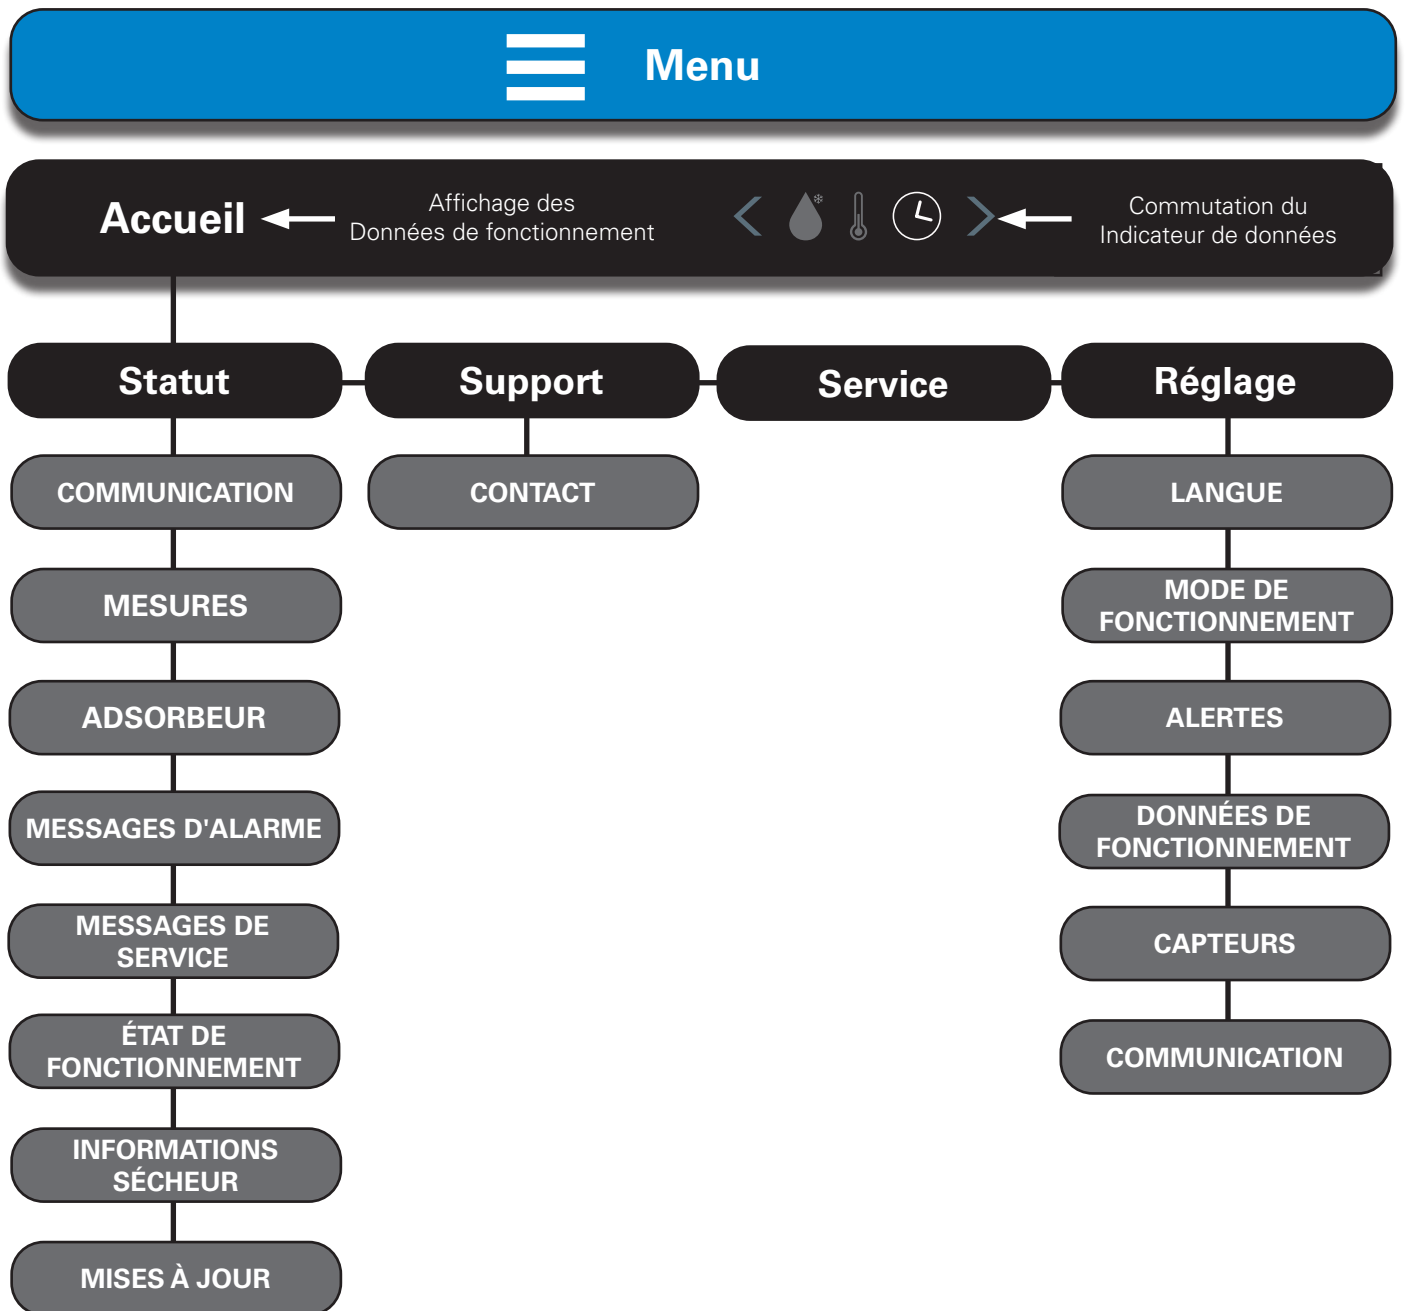 Menu
Accueil
Affichage des
Données de fonctionnement
Commutation du
Indicateur de données
Statut
Support
Service
Réglage
COMMUNICATION
MESURES
ADSORBEUR
MESSAGES D'ALARME
MESSAGES DE
SERVICE
ÉTAT DE
FONCTIONNEMENT
INFORMATIONS
SÉCHEUR
MISES À JOUR
CONTACT
LANGUE
MODE DE
FONCTIONNEMENT
ALERTES
DONNÉES DE
FONCTIONNEMENT
CAPTEURS
COMMUNICATION